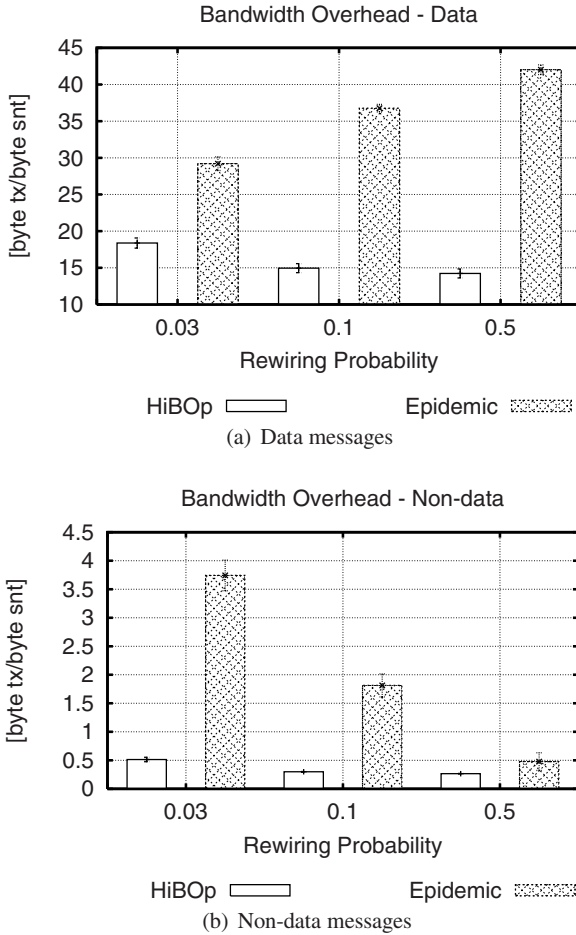 Bandwidth Overhead - Data
45
40
35
30
25
20
15
10
[byte tx/byte snt]
0.03 0.1 0.5
Rewiring Probability
HiBOp Epidemic
(a) Data messages
Bandwidth Overhead - Non-data
4.5
4
3.5
3
2.5
2
1.5
1
0.5
0
[byte tx/byte snt]
0.03 0.1 0.5
Rewiring Probability
HiBOp Epidemic
(b) Non-data messages